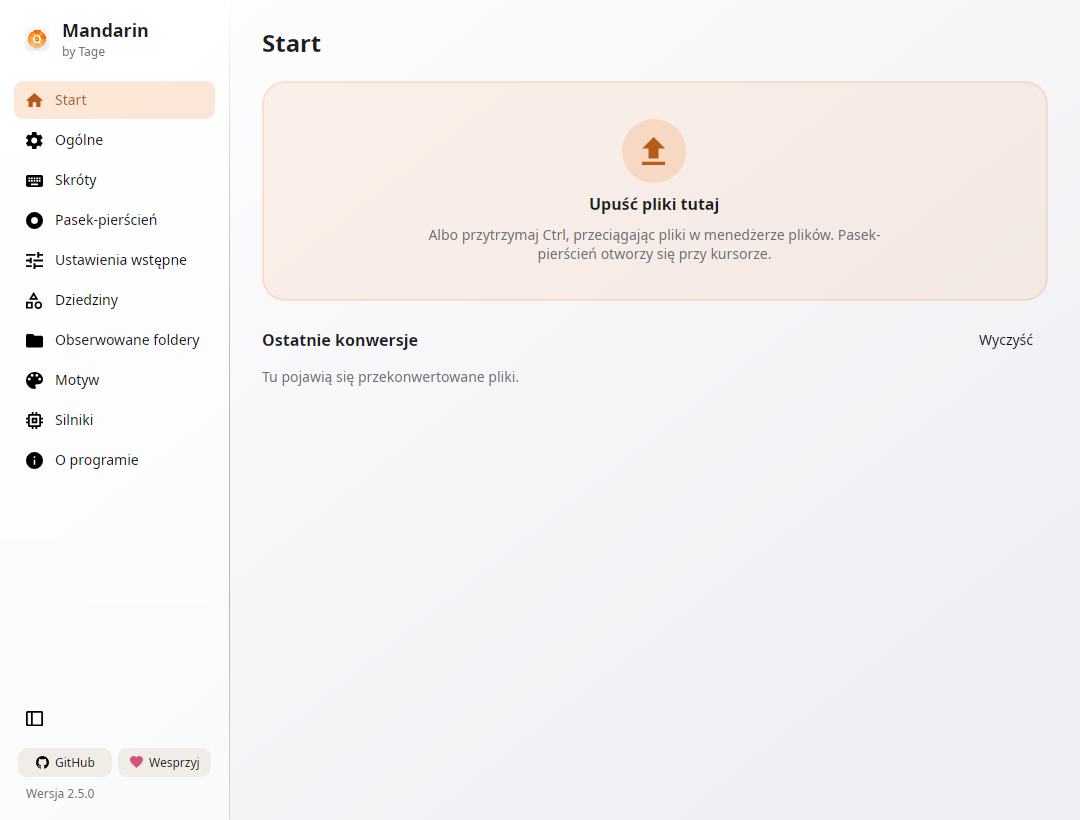 Mandarin
by Tage
Start
Ogólne
Skróty
Pasek-pierścień
Ustawienia wstępne
Dziedziny
Obserwowane foldery
Motyw
Silniki
O programie
GitHub
Wesprzyj
Wersja 2.5.0
Start
Upuść pliki tutaj
Albo przytrzymaj Ctrl, przeciągając pliki w menedżerze plików. Pasek-
pierścień otworzy się przy kursorze.
Ostatnie konwersje
Wyczyść
Tu pojawią się przekonwertowane pliki.